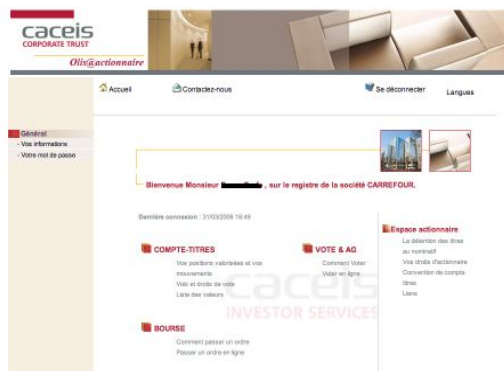 caceis
CORPORATE TRUST
Olis@actionnaire
Accueil
Contactez-nous
Se déconnecter
Langues
Général
- Vos informations
- Votre mot de passe
Bienvenue Monsieur , sur le registre de la société CARREFOUR.
Dernière connexion : 31/03/2009 16:49
COMPTE-TITRES
Vos positions valorisées et vos
mouvements
Voix et droits de vote
Liste des valeurs
VOTE & AG
Comment Voter
Voter en ligne
Espace actionnaire
La détention des titres
au nominatif
Vos droits d'actionnaire
Convention de compte
titres
Liens
caceis
INVESTOR SERVICES
BOURSE
Comment passer un ordre
Passer un ordre en ligne